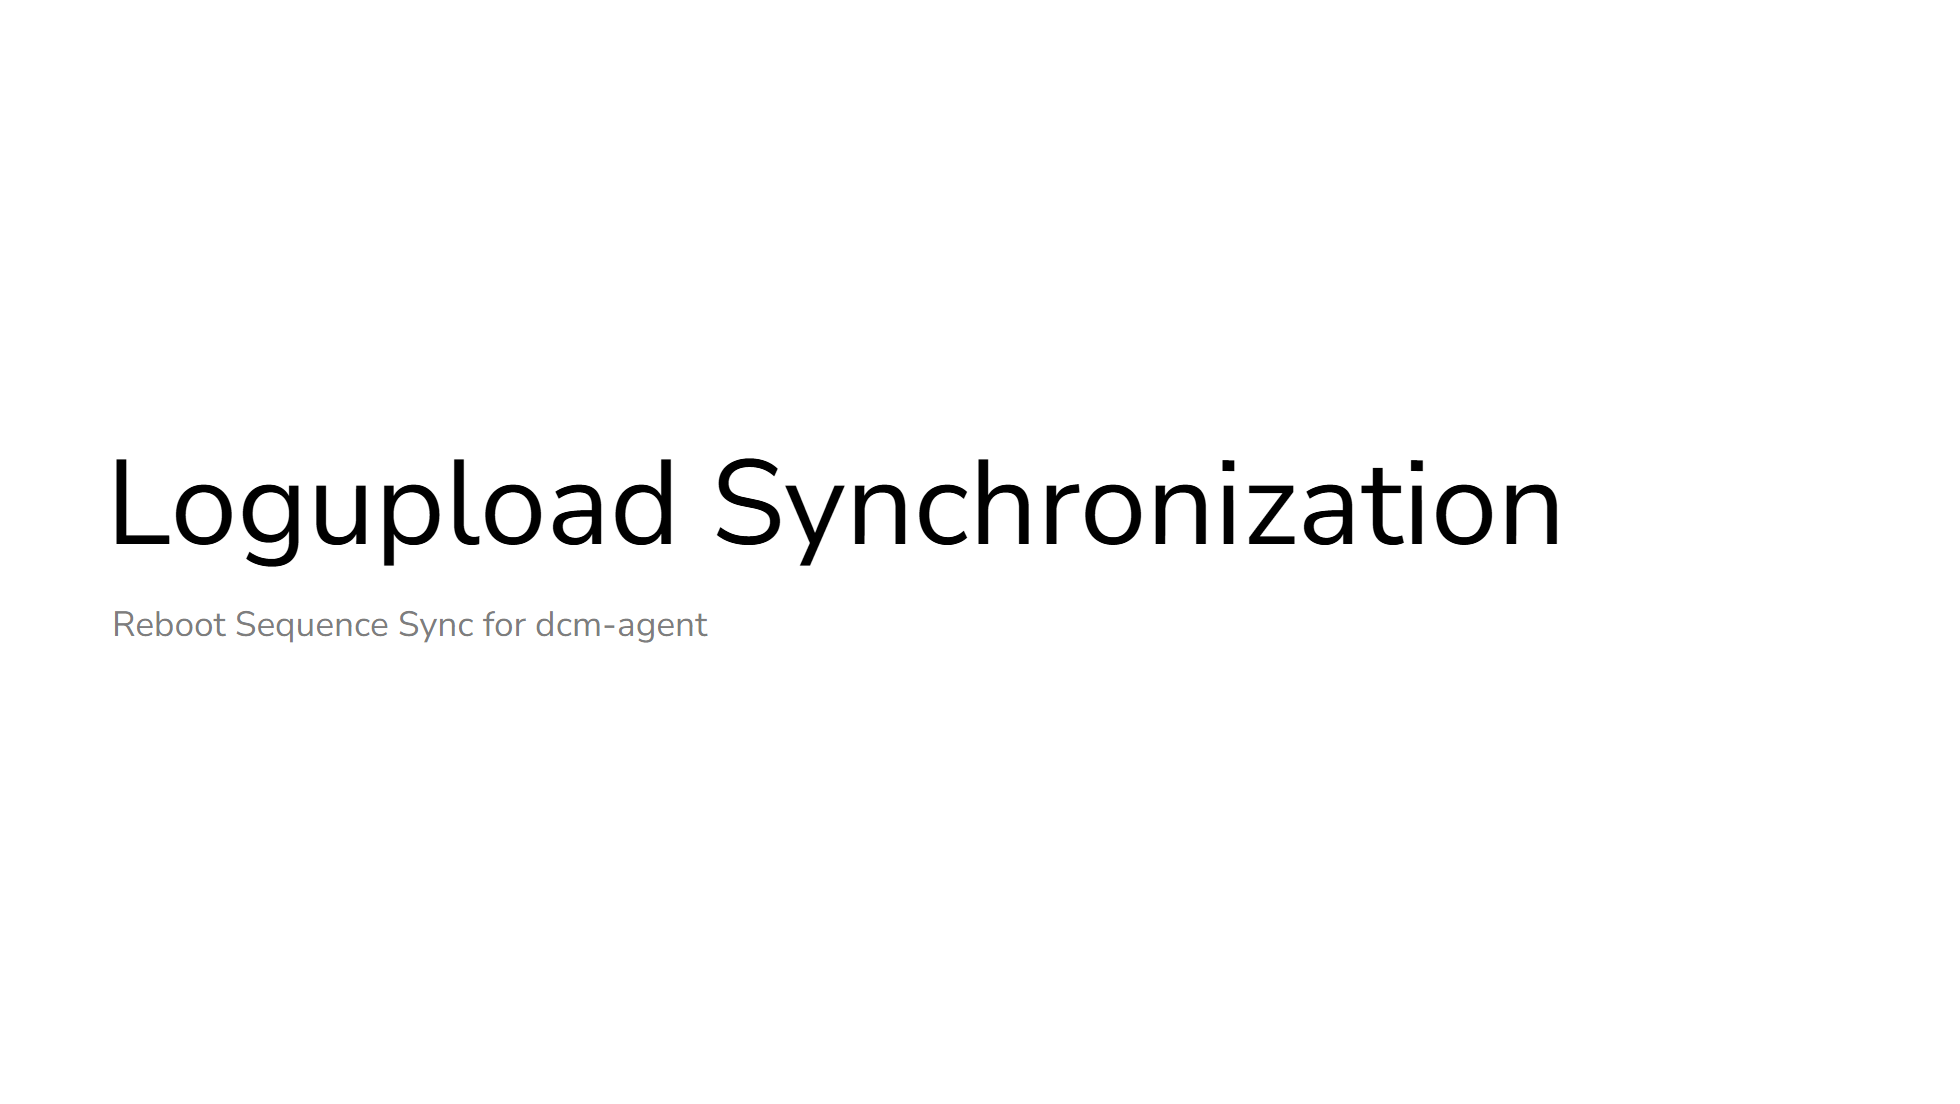 Logupload Synchronization
Reboot Sequence Sync for dcm-agent